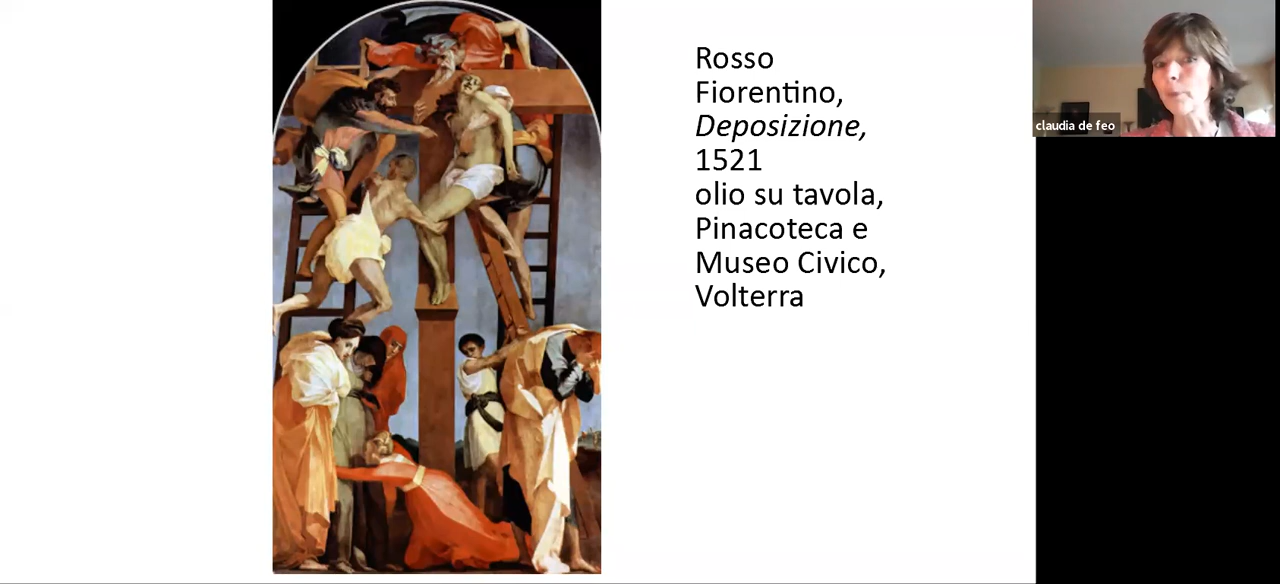 Rosso
Fiorentino,
Deposizione,
1521
olio su tavola,
Pinacoteca e
Museo Civico,
Volterra
claudia de feo